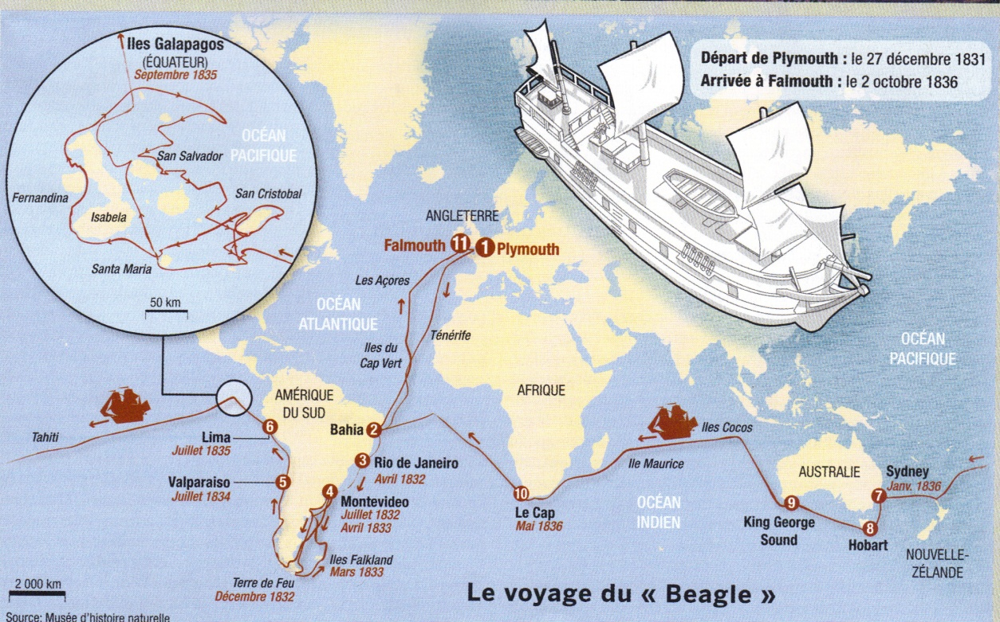 Iles Galapagos
(ÉQUATEUR)
Septembre 1835
OCÉAN
PACIFIQUE
San Salvador
Fernandina
San Cristobal
Isabela
Santa Maria
50 km
Départ de Plymouth : le 27 décembre 1831
Arrivée à Falmouth : le 2 octobre 1836
ANGLETERRE
Falmouth 11
1 Plymouth
Les Açores
OCÉAN
ATLANTIQUE
Ténérife
Iles du
Cap Vert
OCÉAN
PACIFIQUE
AMÉRIQUE
DU SUD
AFRIQUE
Tahiti
6
Lima
Juillet 1835
Bahia 2
Iles Cocos
3 Rio de Janeiro
Avril 1832
Ile Maurice
AUSTRALIE
Sydney
Janv. 1836
7
Valparaiso
Juillet 1834
5
4
Montevideo
Juillet 1832
Avril 1833
10
Le Cap
Mai 1836
OCÉAN
INDIEN
9
King George
Sound
8
Hobart
NOUVELLE-
ZÉLANDE
Iles Falkland
Mars 1833
Terre de Feu
Décembre 1832
2 000 km
Le voyage du « Beagle »
Source: Musée d'histoire naturelle